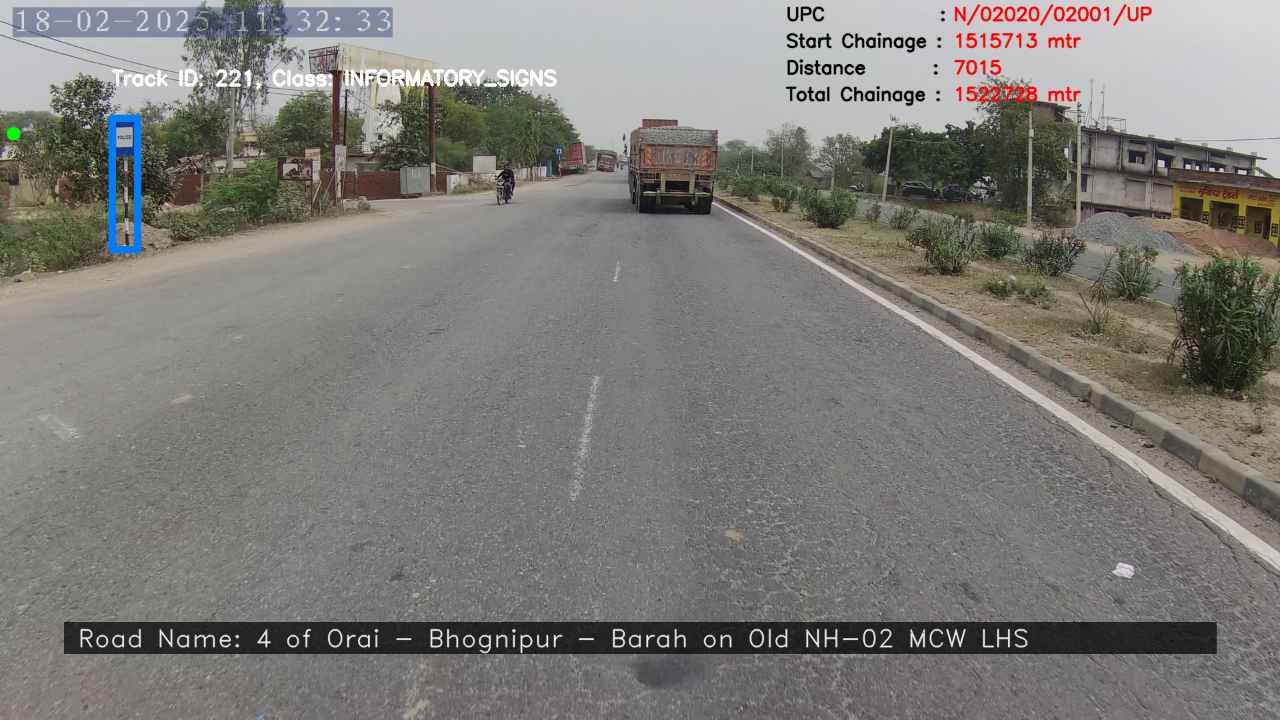 18-02-2025 11:32:33
UPC : N/02020/02001/UP
Start Chainage : 1515713 mtr
Distance : 7015
Total Chainage : 1522728 mtr
Track ID: 221, Class: INFORMATORY_SIGNS
POLICE
Road Name: 4 of Orai - Bhognipur - Barah on Old NH-02 MCW LHS